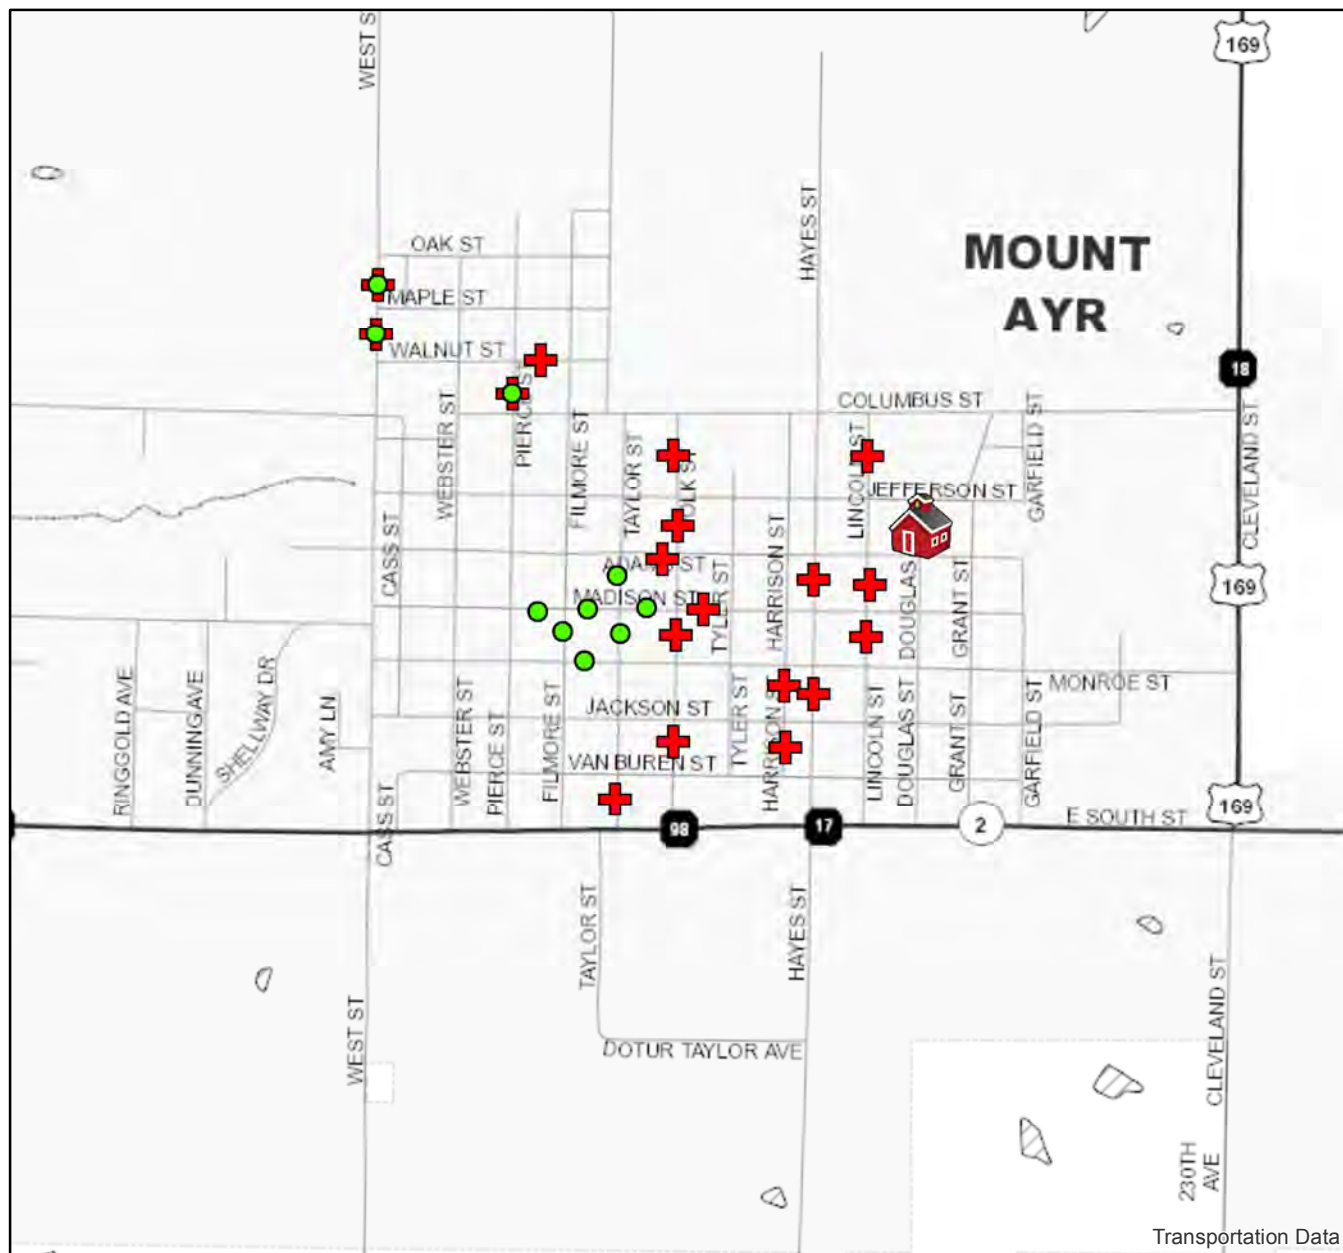 WEST S
169
HAYES ST
OAK ST
MOUNT
AYR
MAPLE ST
WALNUT ST
18
PIERCE ST
COLUMBUS ST
WEBSTER ST
FILMORE ST
TAYLOR ST
LINCOLN ST
GARFIELD ST
CLEVELAND ST
JEFFERSON ST
CASS ST
HARRISON ST
ADAMS ST
169
MADISON ST
TYLER ST
DOUGLAS
GRANT ST
RINGGOLD AVE
DUNNINGAVE
SHELLWAY DR
AMY LN
WEBSTER ST
PIERCE ST
FILMORE ST
JACKSON ST
TYLER ST
HARRISON ST
LINCOLN ST
DOUGLAS ST
GRANT ST
GARFIELD ST
MONROE ST
VAN BUREN ST
CASS ST
98
17
2
E SOUTH ST
169
TAYLOR ST
HAYES ST
WEST ST
DOTUR TAYLOR AVE
CLEVELAND ST
230TH
AVE
Transportation Data